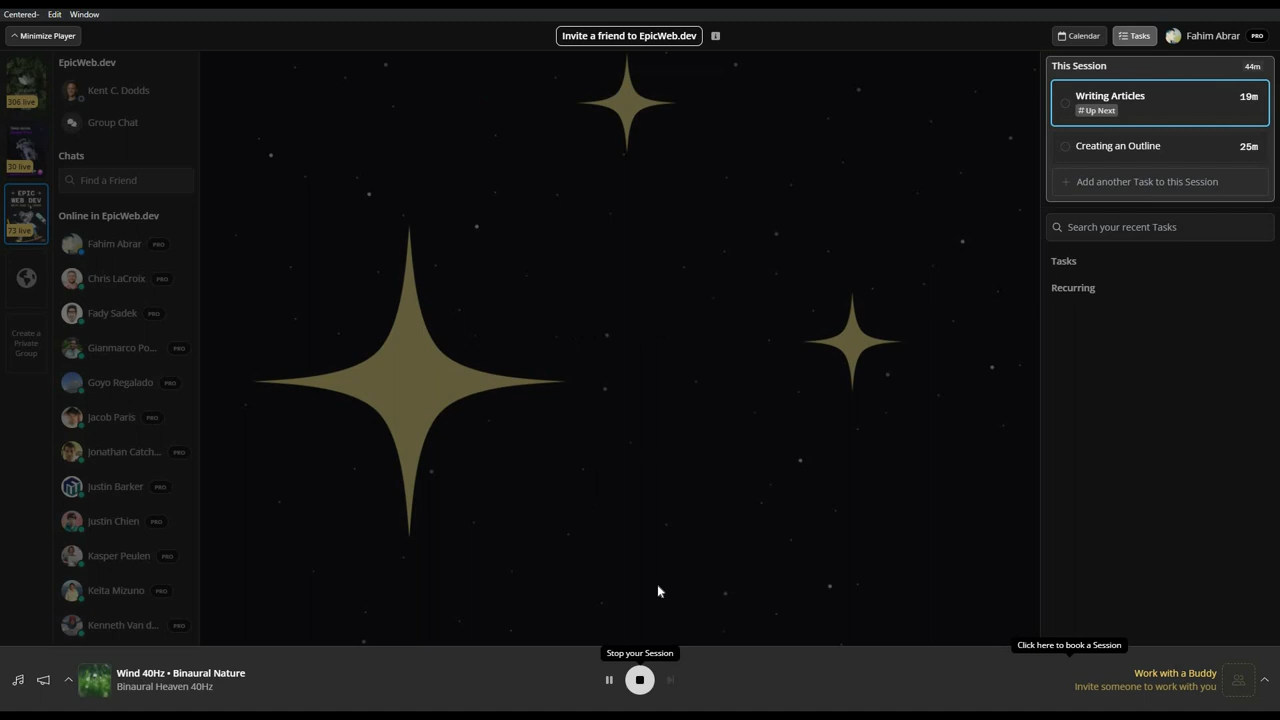 Centered- Edit Window
Minimize Player
Invite a friend to EpicWeb.dev
Calendar
Tasks
Fahim Abrar PRO
306 live
30 live
EPIC
WEB DEV
73 live
Create a
Private
Group
EpicWeb.dev
Kent C. Dodds
Group Chat
Chats
Find a Friend
Online in EpicWeb.dev
Fahim Abrar PRO
Chris LaCroix PRO
Fady Sadek PRO
Gianmarco Po... PRO
Goyo Regalado PRO
Jacob Paris PRO
Jonathan Catch... PRO
Justin Barker PRO
Justin Chien PRO
Kasper Peulen PRO
Keita Mizuno PRO
Kenneth Van d... PRO
This Session 44m
Writing Articles 19m
# Up Next
Creating an Outline 25m
+ Add another Task to this Session
Search your recent Tasks
Tasks
Recurring
Click here to book a Session
Stop your Session
Wind 40Hz • Binaural Nature
Binaural Heaven 40Hz
Work with a Buddy
Invite someone to work with you